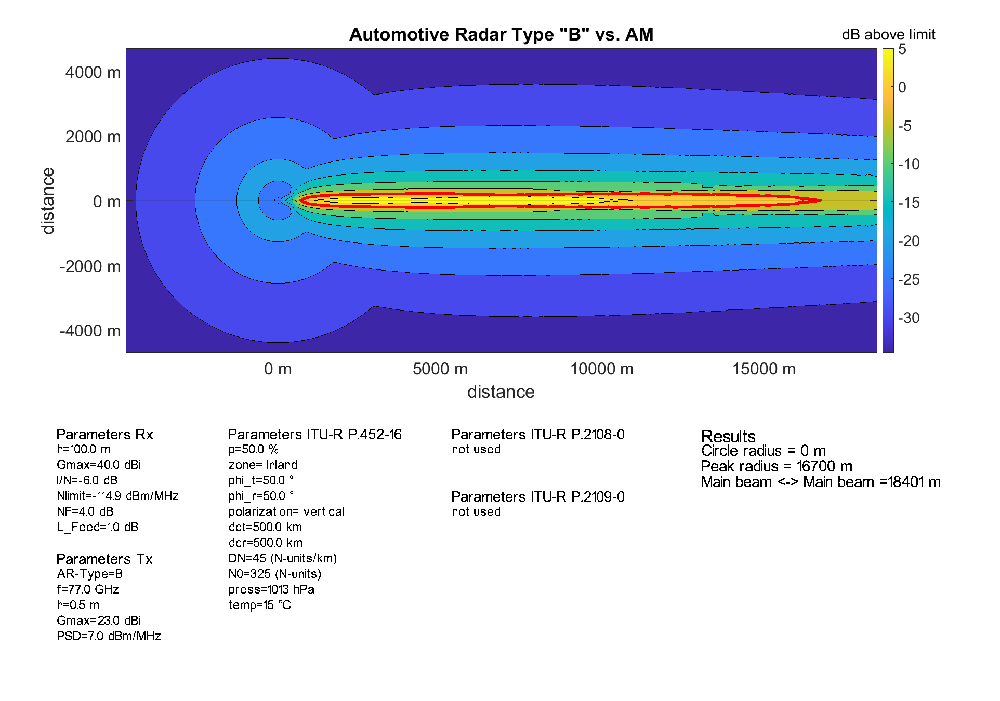 Automotive Radar Type "B" vs. AM
dB above limit
5
0
-5
-10
-15
-20
-25
-30
4000 m
2000 m
0 m
-2000 m
-4000 m
distance
0 m
5000 m
10000 m
15000 m
distance
Parameters Rx
h=100.0 m
Gmax=40.0 dBi
I/N=-6.0 dB
Nlimit=-114.9 dBm/MHz
NF=4.0 dB
L_Feed=1.0 dB
Parameters Tx
AR-Type=B
f=77.0 GHz
h=0.5 m
Gmax=23.0 dBi
PSD=7.0 dBm/MHz
Parameters ITU-R P.452-16
p=50.0 %
zone= Inland
phi_t=50.0 °
phi_r=50.0 °
polarization= vertical
dct=500.0 km
dcr=500.0 km
DN=45 (N-units/km)
N0=325 (N-units)
press=1013 hPa
temp=15 °C
Parameters ITU-R P.2108-0
not used
Parameters ITU-R P.2109-0
not used
Results
Circle radius = 0 m
Peak radius = 16700 m
Main beam <-> Main beam =18401 m